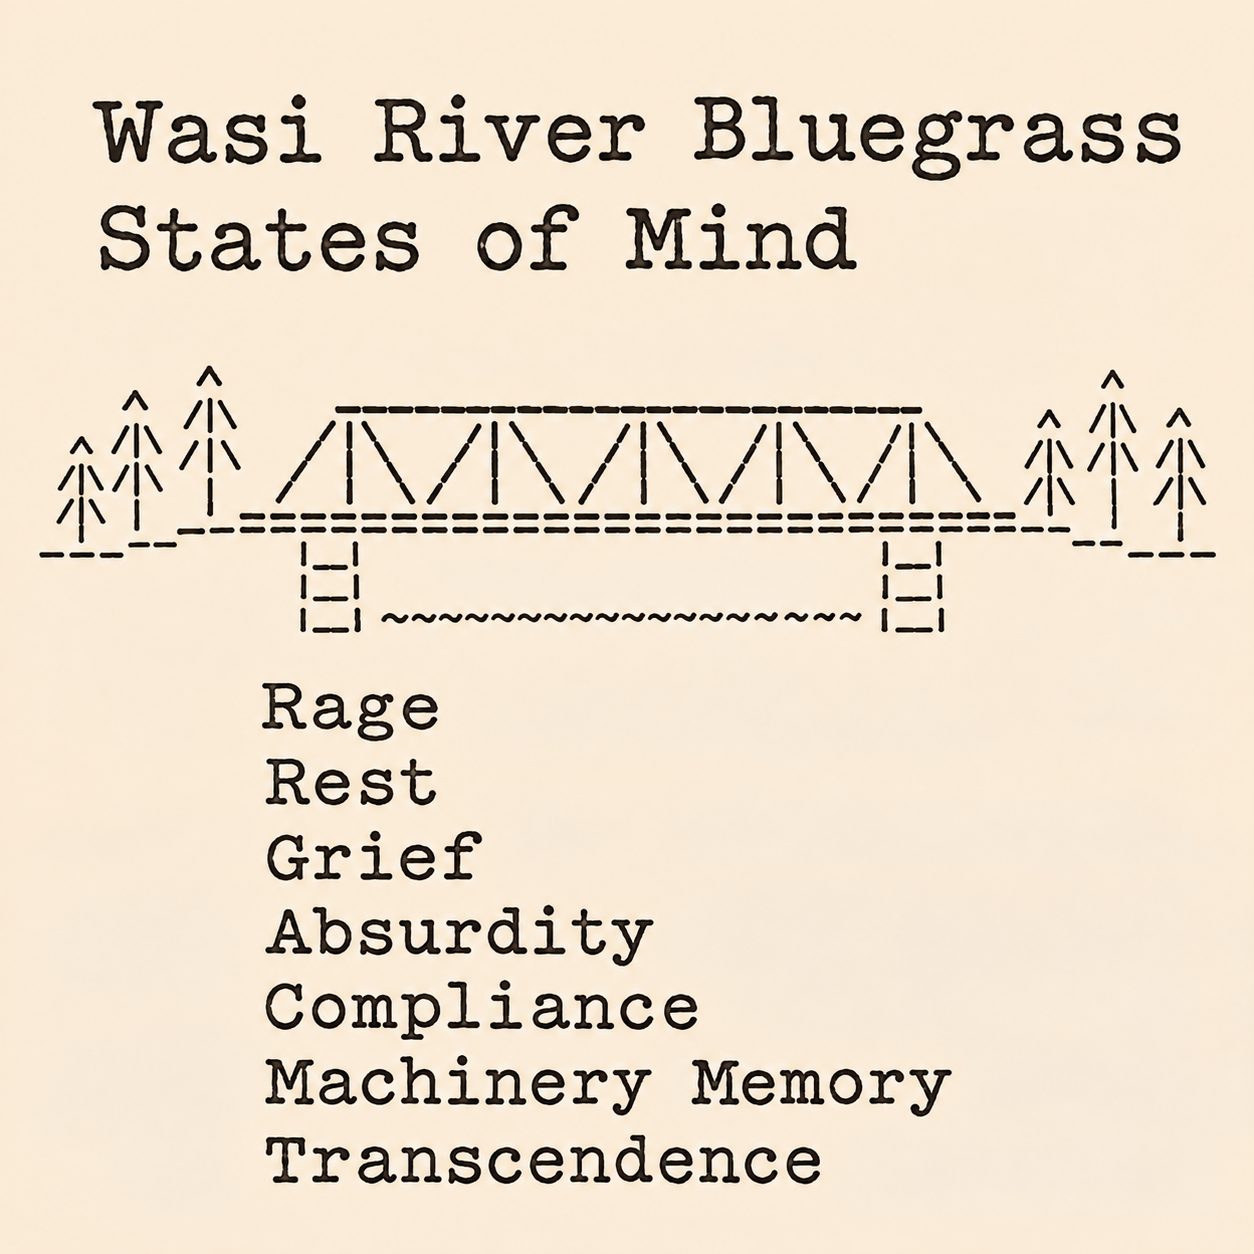 Wasi River Bluegrass
States of Mind
Rage
Rest
Grief
Absurdity
Compliance
Machinery Memory
Transcendence